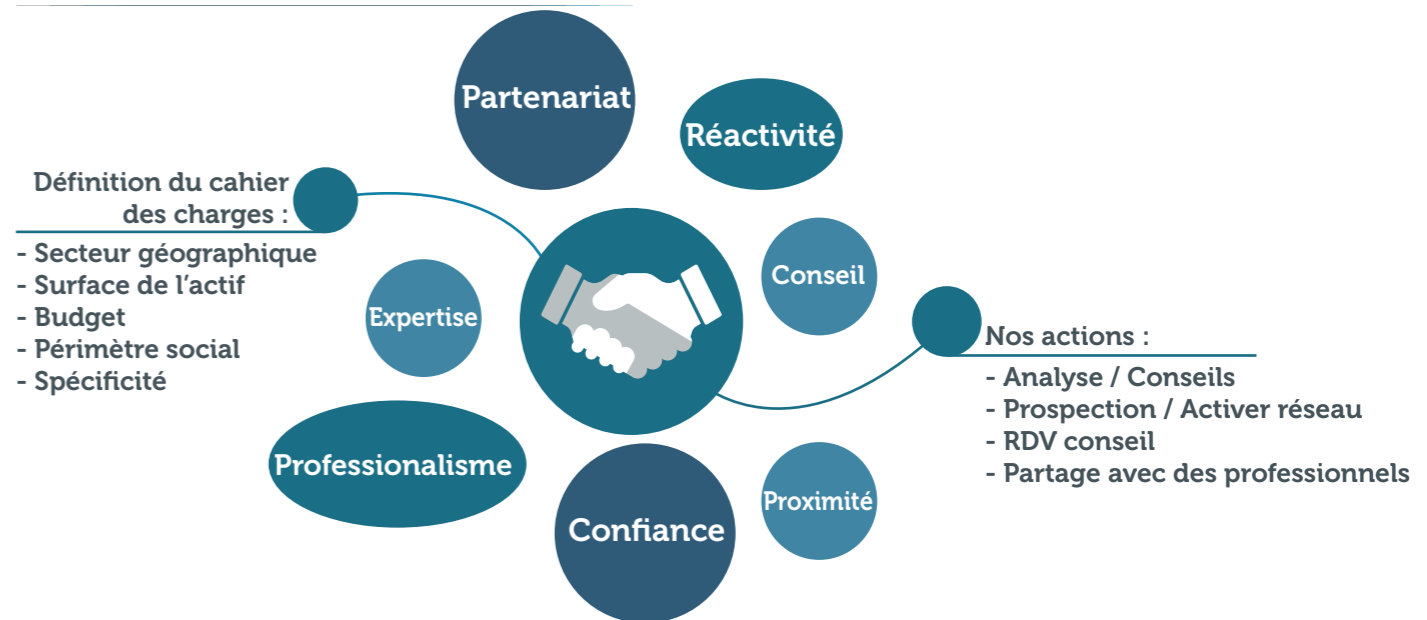 Partenariat
Réactivité
Définition du cahier
des charges :
- Secteur géographique
- Surface de l’actif
- Budget
- Périmètre social
- Spécificité
Conseil
Expertise
Nos actions :
- Analyse / Conseils
- Prospection / Activer réseau
- RDV conseil
- Partage avec des professionnels
Professionalisme
Proximité
Confiance